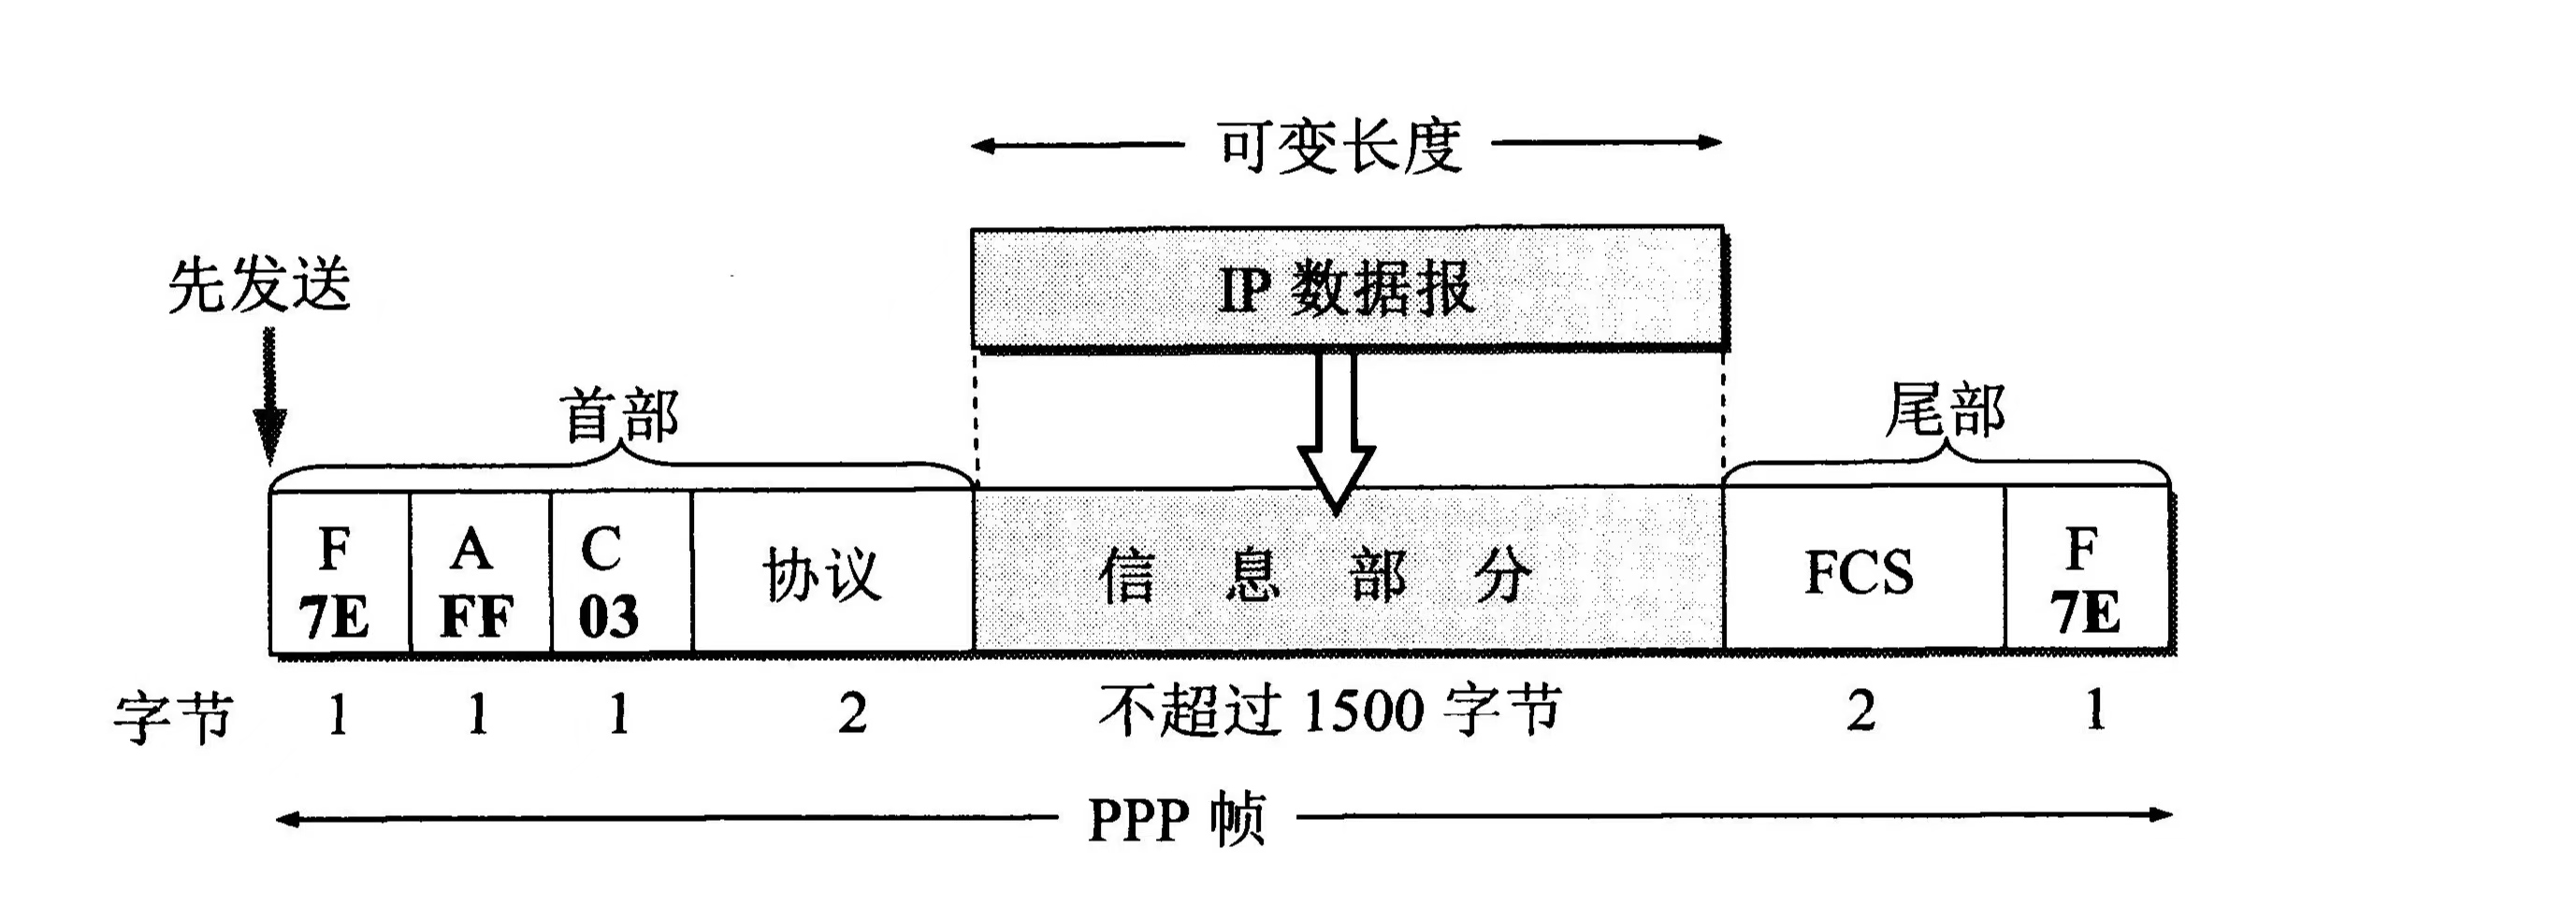 可变长度
IP 数据报
先发送
首部
尾部
F A C 协议 信息部分 FCS F
7E FF 03 7E
字节 1 1 1 2 不超过 1500 字节 2 1
PPP 帧